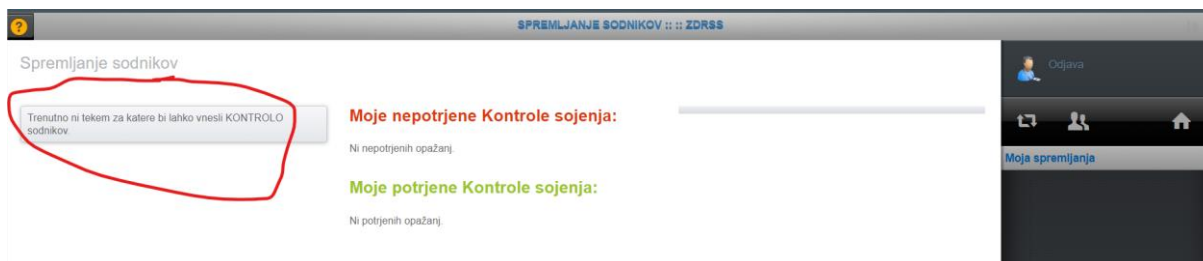 SPREMLJANJE SODNIKOV :: :: ZDRSS
Spremljanje sodnikov
Odjava
Trenutno ni tekem za katere bi lahko vnesli KONTROLO
sodnikov.
Moje nepotrjene Kontrole sojenja:
Ni nepotrjenih opažanj.
Moje potrjene Kontrole sojenja:
Ni potrjenih opažanj.
Moja spremljanja